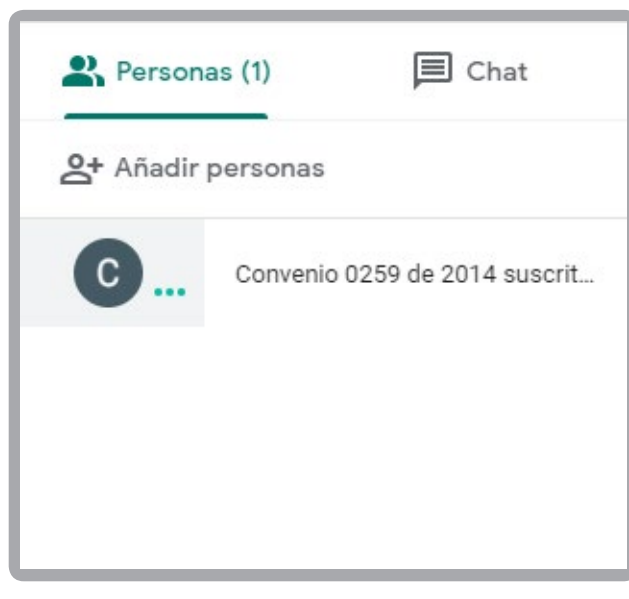 Personas (1) Chat
Añadir personas
C ... Convenio 0259 de 2014 suscrit...